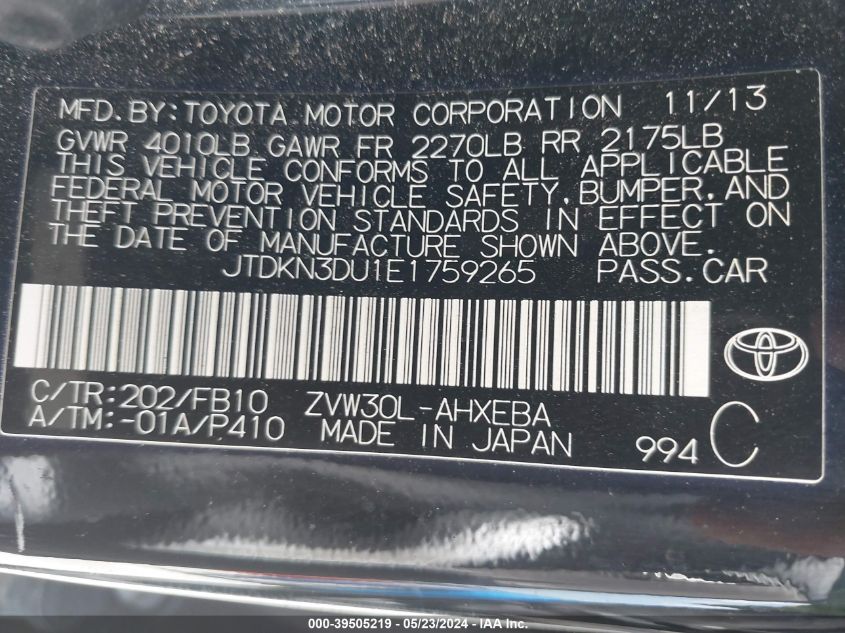 MFD.BY:TOYOTA MOTOR CORPORATION 11/13
GVWR 4010LB GAWR FR 2270LB RR 2175LB
THIS VEHICLE CONFORMS TO ALL APPLICABLE
FEDERAL MOTOR VEHICLE SAFETY,BUMPER,AND
THEFT PREVENTION STANDARDS IN EFFECT ON
THE DATE OF MANUFACTURE SHOWN ABOVE.
JTDKN3DU1E1759265 PASS.CAR
C/TR:202/FB10 ZVW30L-AHXEBA
A/TM:-01A/P410 MADE IN JAPAN 994 C
000-39505219 - 05/23/2024 - IAA Inc.